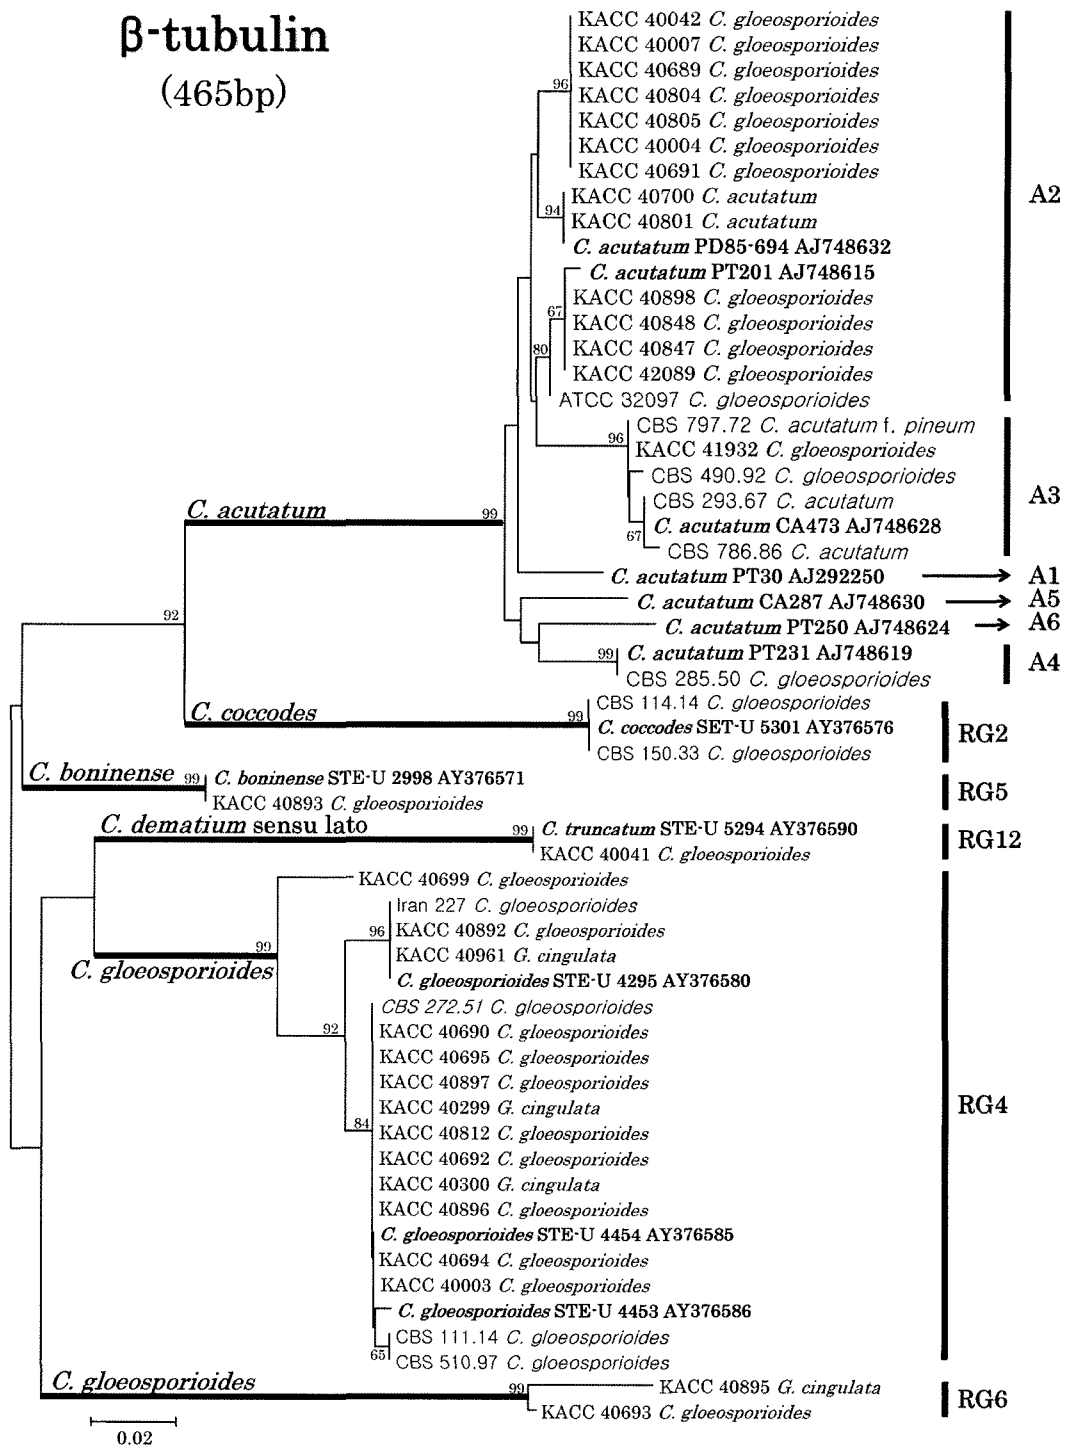 β-tubulin
(465bp)
KACC 40042 C. gloeosporioides
KACC 40007 C. gloeosporioides
KACC 40689 C. gloeosporioides
96
KACC 40804 C. gloeosporioides
KACC 40805 C. gloeosporioides
KACC 40004 C. gloeosporioides
KACC 40691 C. gloeosporioides
A2
KACC 40700 C. acutatum
94
KACC 40801 C. acutatum
C. acutatum PD85-694 AJ748632
C. acutatum PT201 AJ748615
KACC 40898 C. gloeosporioides
67
KACC 40848 C. gloeosporioides
80
KACC 40847 C. gloeosporioides
KACC 42089 C. gloeosporioides
ATCC 32097 C. gloeosporioides
CBS 797.72 C. acutatum f. pineum
96
KACC 41932 C. gloeosporioides
CBS 490.92 C. gloeosporioides
A3
CBS 293.67 C. acutatum
C. acutatum
99
C. acutatum CA473 AJ748628
67
CBS 786.86 C. acutatum
C. acutatum PT30 AJ292250
A1
C. acutatum CA287 AJ748630
A5
92
C. acutatum PT250 AJ748624
A6
99
C. acutatum PT231 AJ748619
A4
CBS 285.50 C. gloeosporioides
CBS 114.14 C. gloeosporioides
C. coccodes
99
C. coccodes SET-U 5301 AY376576
RG2
CBS 150.33 C. gloeosporioides
C. boninense
99
C. boninense STE-U 2998 AY376571
RG5
KACC 40893 C. gloeosporioides
C. dematium sensu lato
99
C. truncatum STE-U 5294 AY376590
RG12
KACC 40041 C. gloeosporioides
KACC 40699 C. gloeosporioides
Iran 227 C. gloeosporioides
96
KACC 40892 C. gloeosporioides
99
KACC 40961 G. cingulata
C. gloeosporioides
C. gloeosporioides STE-U 4295 AY376580
CBS 272.51 C. gloeosporioides
92
KACC 40690 C. gloeosporioides
KACC 40695 C. gloeosporioides
KACC 40897 C. gloeosporioides
RG4
KACC 40299 G. cingulata
84
KACC 40812 C. gloeosporioides
KACC 40692 C. gloeosporioides
KACC 40300 G. cingulata
KACC 40896 C. gloeosporioides
C. gloeosporioides STE-U 4454 AY376585
KACC 40694 C. gloeosporioides
KACC 40003 C. gloeosporioides
C. gloeosporioides STE-U 4453 AY376586
CBS 111.14 C. gloeosporioides
65
CBS 510.97 C. gloeosporioides
C. gloeosporioides
99
KACC 40895 G. cingulata
RG6
KACC 40693 C. gloeosporioides
0.02